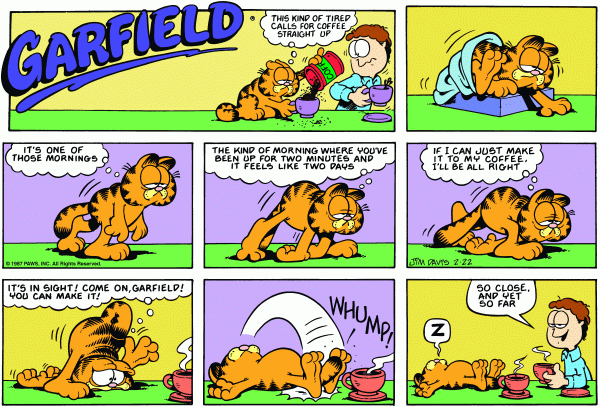 GARFIELD
®
THIS KIND OF TIRED
CALLS FOR COFFEE
STRAIGHT UP
IT'S ONE OF
THOSE MORNINGS
© 1987 PAWS, INC. All Rights Reserved.
THE KIND OF MORNING WHERE YOU'VE
BEEN UP FOR TWO MINUTES AND
IT FEELS LIKE TWO DAYS
IF I CAN JUST MAKE
IT TO MY COFFEE,
I'LL BE ALL RIGHT
JIM DAVIS 2-22
IT'S IN SIGHT! COME ON, GARFIELD!
YOU CAN MAKE IT!
WHUMP!
Z
SO CLOSE,
AND YET
SO FAR